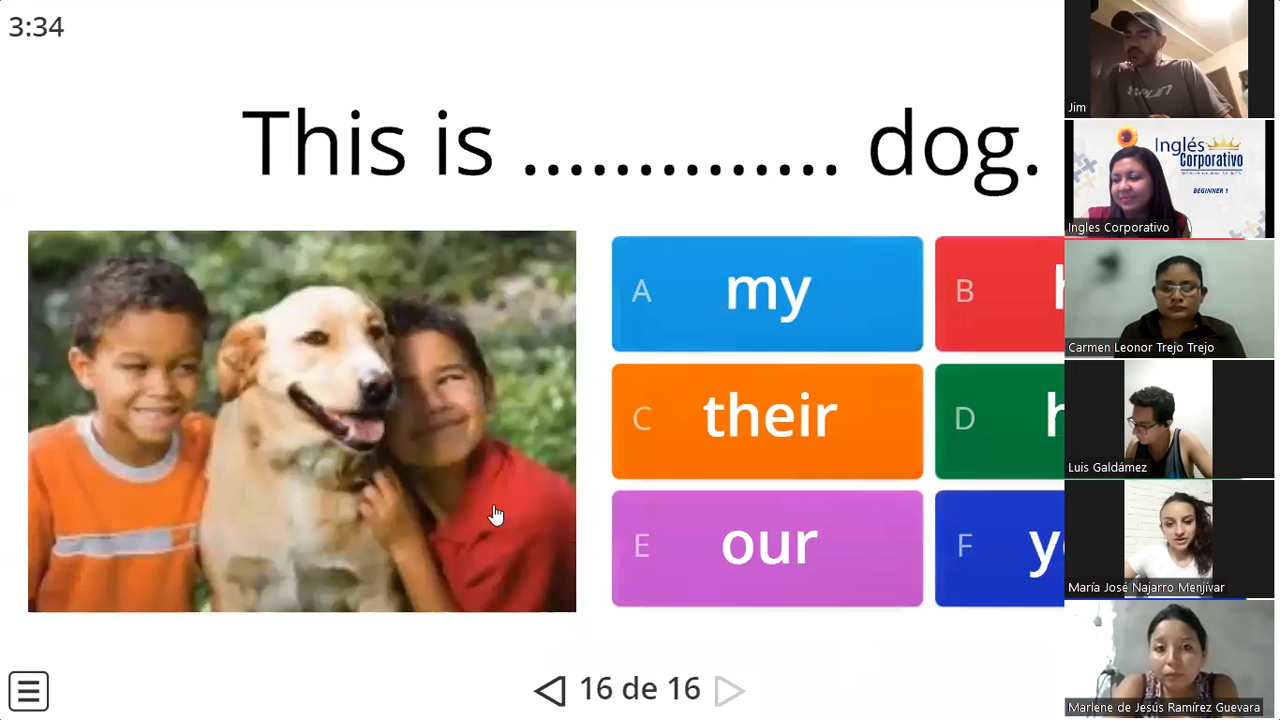 3:34
This is .............. dog.
A my
B
C their
D
E our
F
16 de 16
Jim
Inglés
Corporativo
BEGINNER 1
Ingles Corporativo
Carmen Leonor Trejo Trejo
Luis Galdámez
María José Najarro Menjívar
Marlene de Jesús Ramírez Guevara